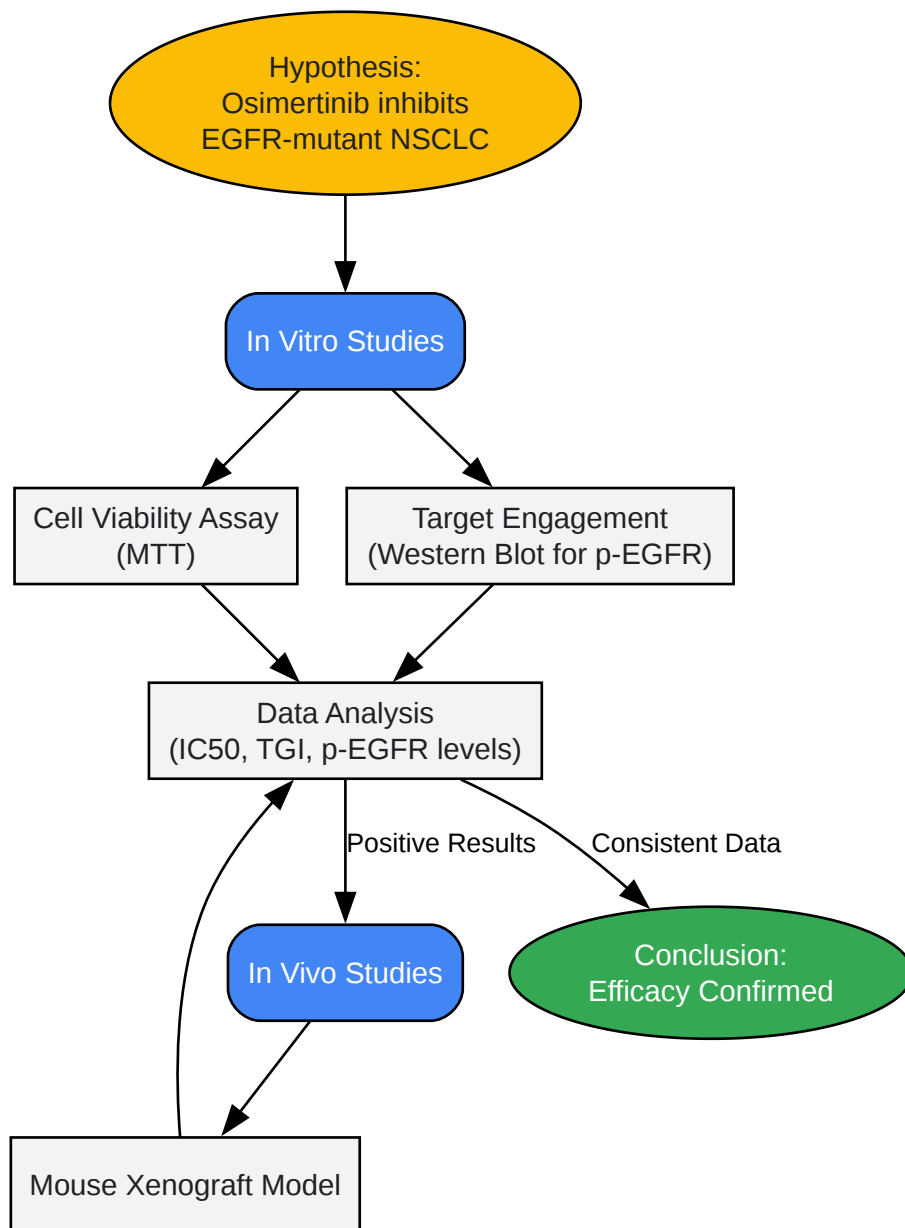 Hypothesis:
Osimertinib inhibits
EGFR-mutant NSCLC
In Vitro Studies
Cell Viability Assay
(MTT)
Target Engagement
(Western Blot for p-EGFR)
Data Analysis
(IC50, TGI, p-EGFR levels)
Positive Results
Consistent Data
In Vivo Studies
Conclusion:
Efficacy Confirmed
Mouse Xenograft Model